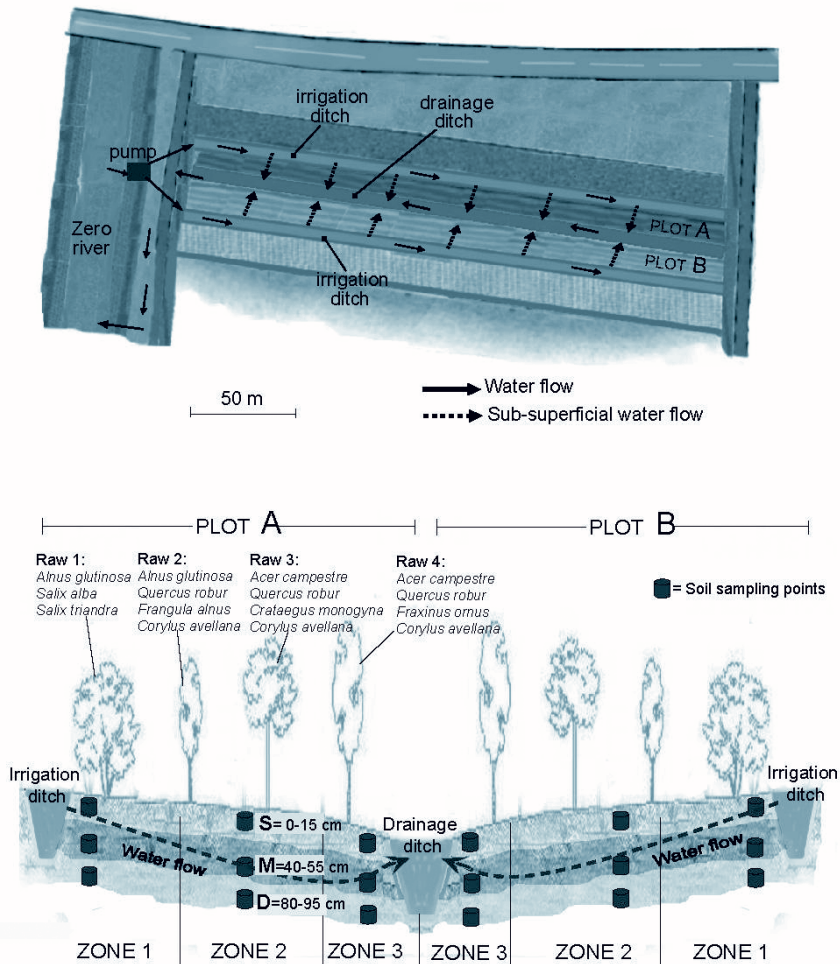 irrigation
ditch
drainage
ditch
pump
Zero
river
PLOT A
PLOT B
irrigation
ditch
50 m
Water flow
Sub-superficial water flow
PLOT A
PLOT B
Raw 1:
Alnus glutinosa
Salix alba
Salix triandra
Raw 2:
Alnus glutinosa
Quercus robur
Frangula alnus
Corylus avellana
Raw 3:
Acer campestre
Quercus robur
Crataegus monogyna
Corylus avellana
Raw 4:
Acer campestre
Quercus robur
Fraxinus ornus
Corylus avellana
= Soil sampling points
Irrigation
ditch
Irrigation
ditch
S= 0-15 cm
Drainage
ditch
Water flow
M=40-55 cm
Water flow
D=80-95 cm
ZONE 1
ZONE 2
ZONE 3
ZONE 3
ZONE 2
ZONE 1